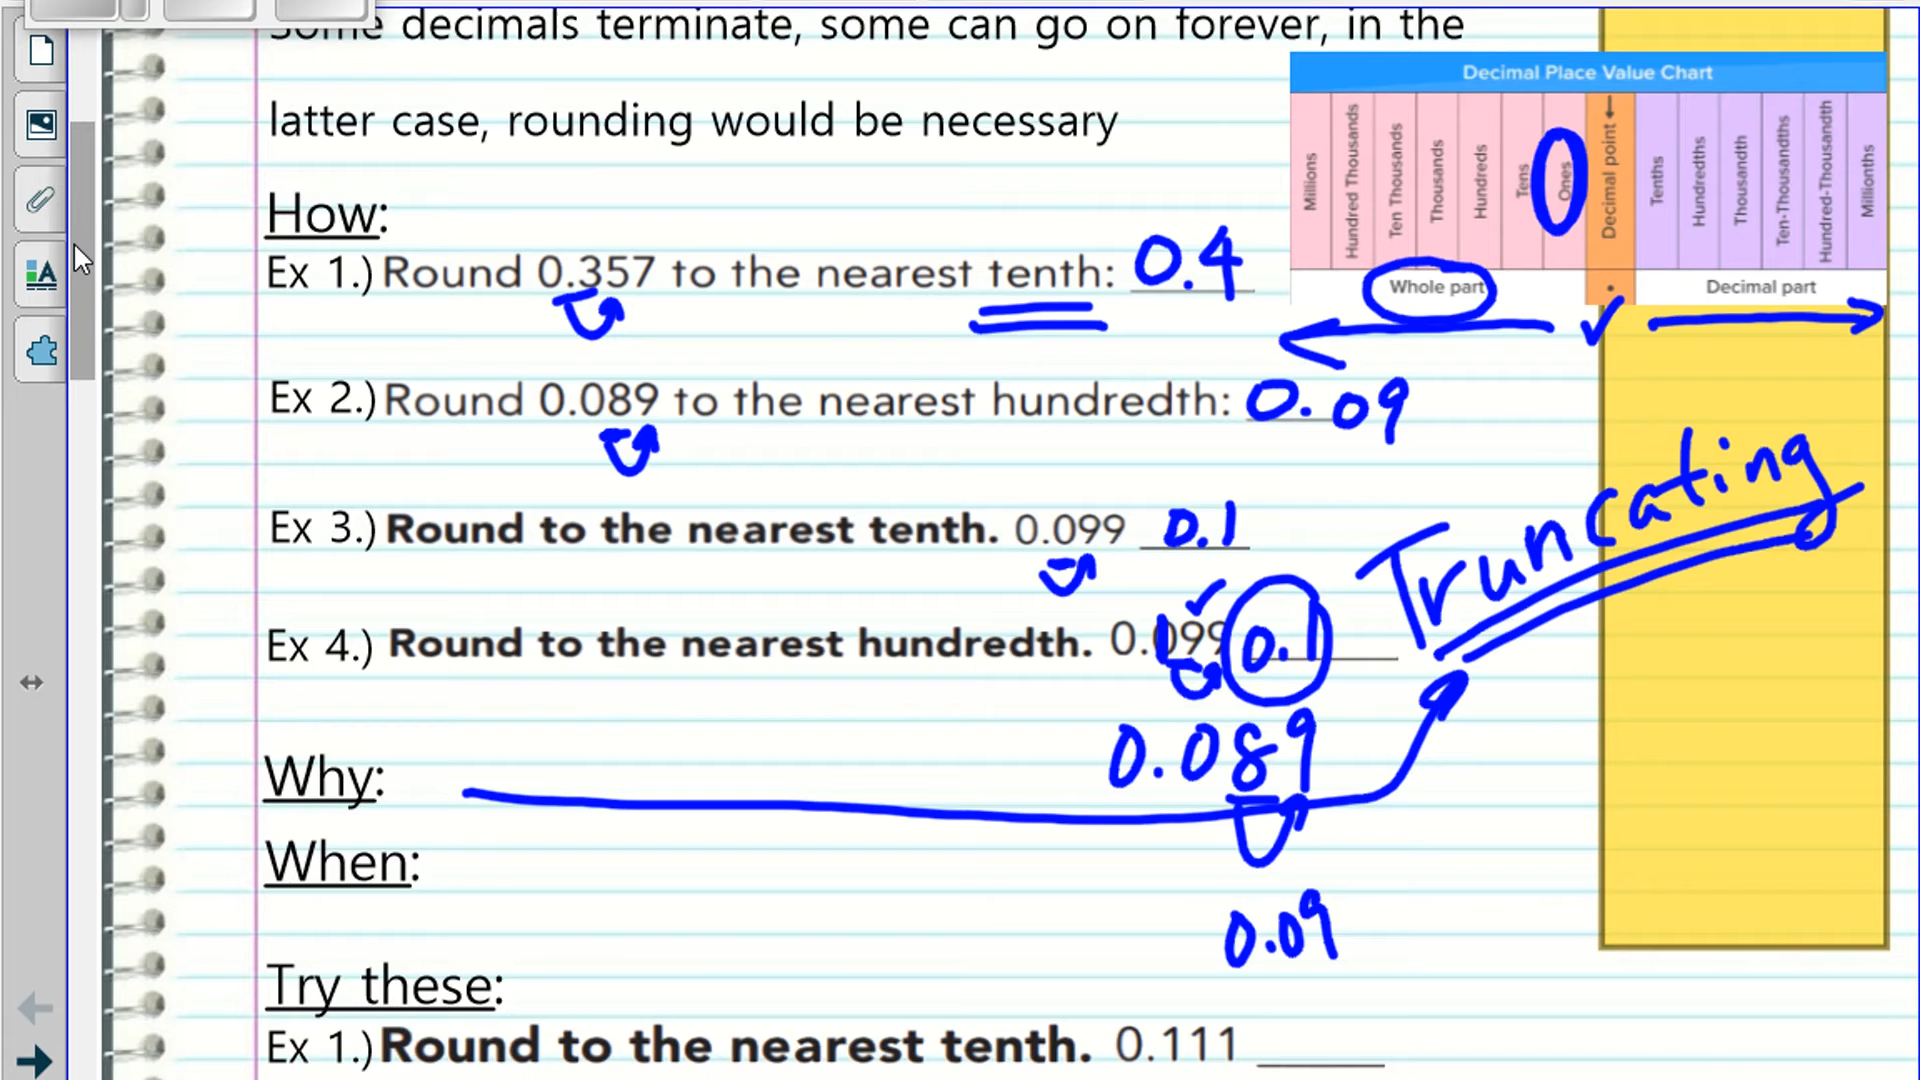 Some decimals terminate, some can go on forever, in the
latter case, rounding would be necessary
Decimal Place Value Chart
Millions
Hundred Thousands
Ten Thousands
Thousands
Hundreds
Tens
Ones
Decimal point
Tenths
Hundredths
Thousandth
Ten-Thousandths
Hundred-Thousandth
Millionths
Whole part
.
Decimal part
How:
Ex 1.) Round 0.357 to the nearest tenth: 0.4
Ex 2.) Round 0.089 to the nearest hundredth: 0.09
Truncating
Ex 3.) Round to the nearest tenth. 0.099 0.1
Ex 4.) Round to the nearest hundredth. 0.099 0.1
0.089
Why:
When:
0.09
Try these:
Ex 1.) Round to the nearest tenth. 0.111